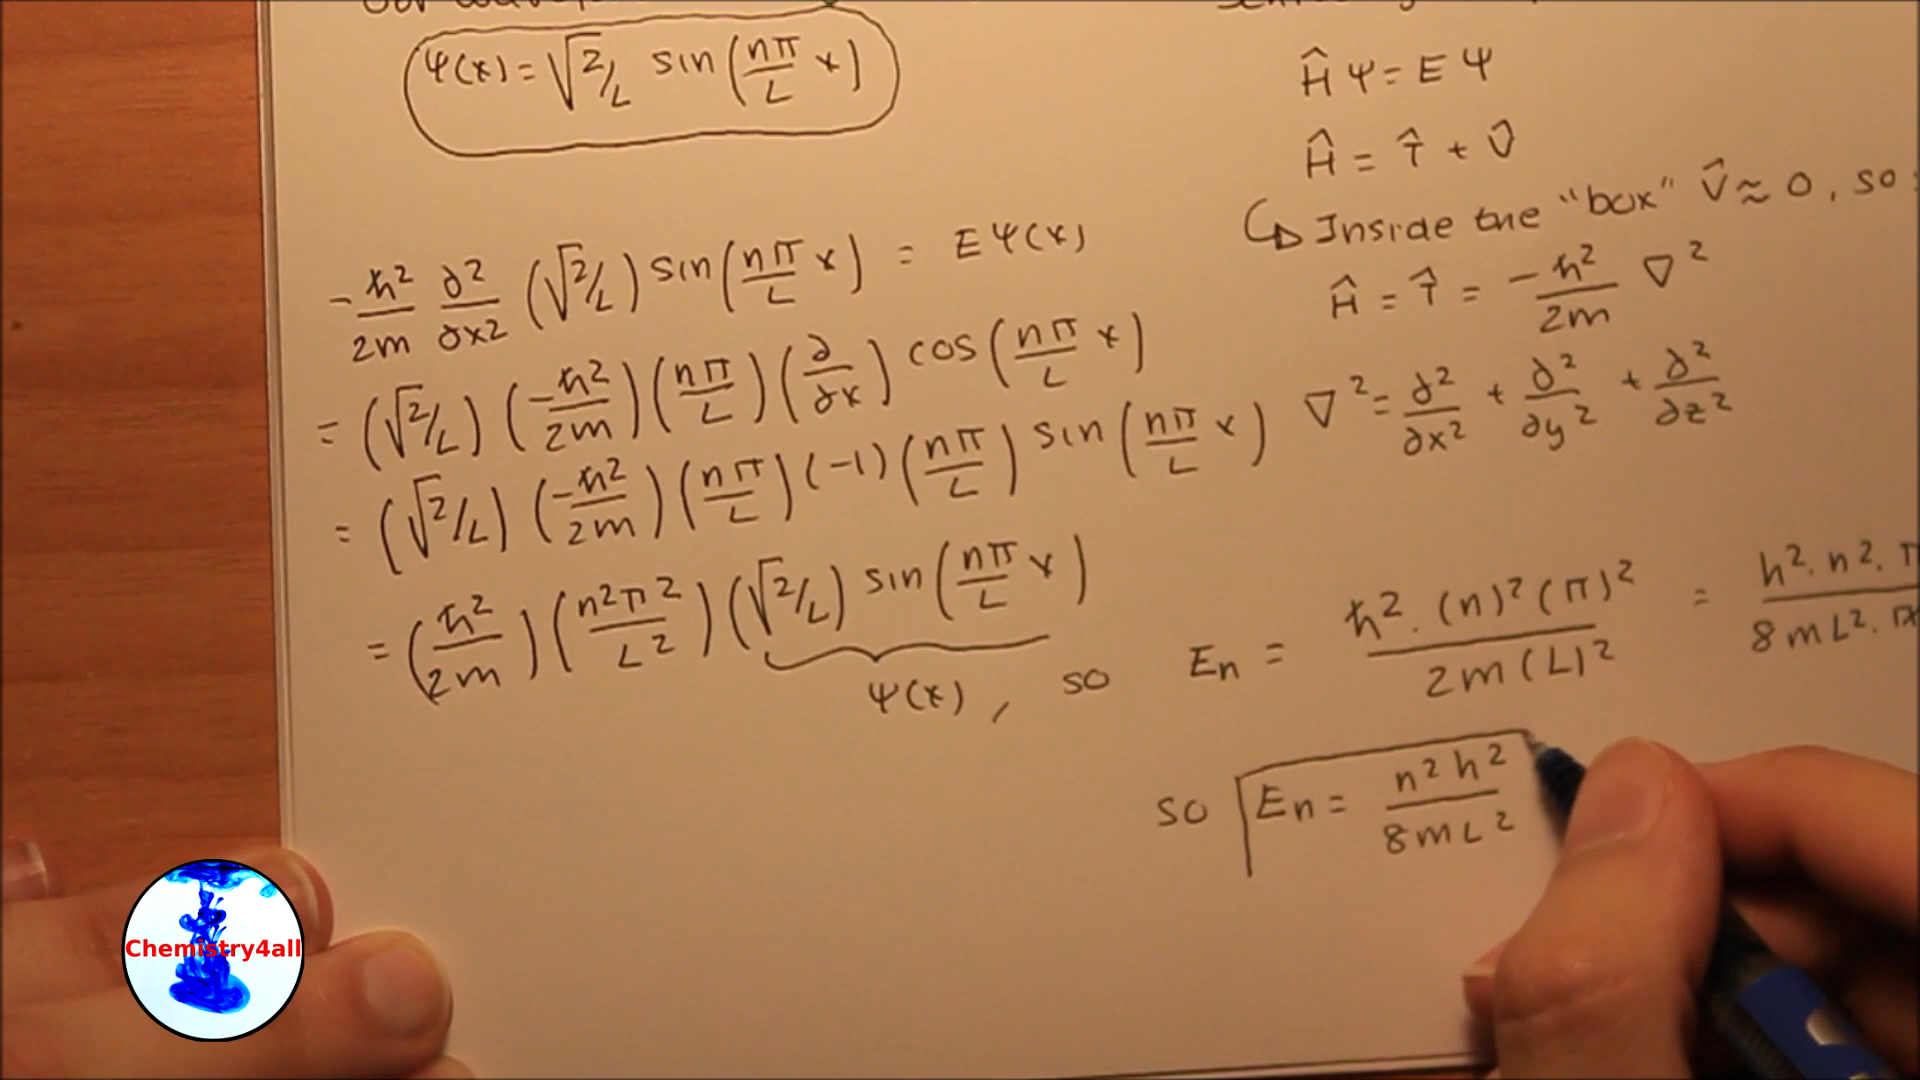 Ψ(x) = √2/L sin(nπ/L x)
-ħ²/2m ∂²/∂x² (√2/L) sin(nπ/L x) = EΨ(x)
= (√2/L) (-ħ²/2m) (nπ/L) (∂/∂x) cos(nπ/L x)
= (√2/L) (-ħ²/2m) (nπ/L) (-1) (nπ/L) sin(nπ/L x)
= (ħ²/2m) (n²π²/L²) (√2/L) sin(nπ/L x)
Ψ(x), so
ĤΨ = EΨ
Ĥ = T̂ + V̂
↳ Inside the "box" V̂ ≈ 0, so
Ĥ = T̂ = -ħ²/2m ∇²
∇² = ∂²/∂x² + ∂²/∂y² + ∂²/∂z²
En = ħ². (n)² (π)² / 2m (L)² = h². n². π / 8mL².
so En = n²h² / 8mL²
Chemistry4all